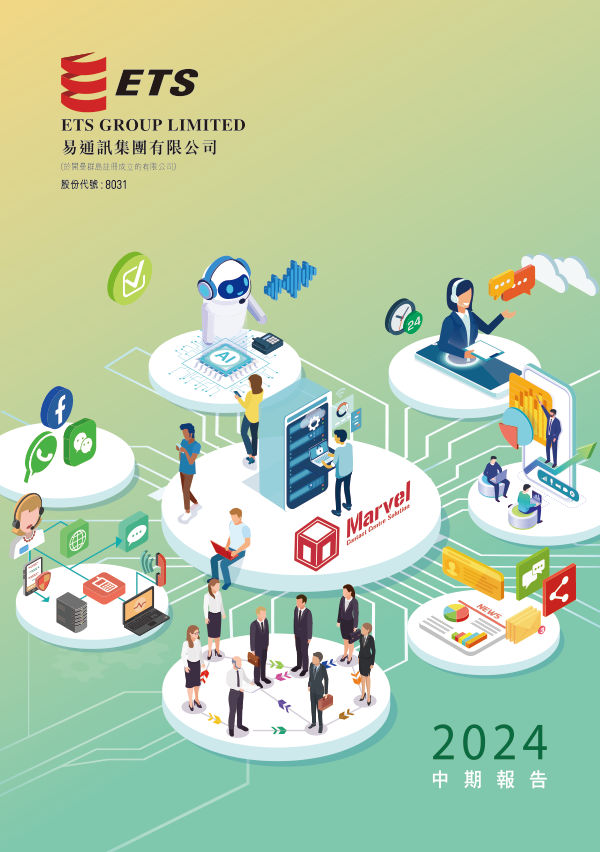 ETS
ETS GROUP LIMITED
易通訊集團有限公司
(於開曼群島註冊成立的有限公司)
股份代號 : 8031
24
AI
Marvel
Contact Centre Solution
NEWS
2024
中期報告